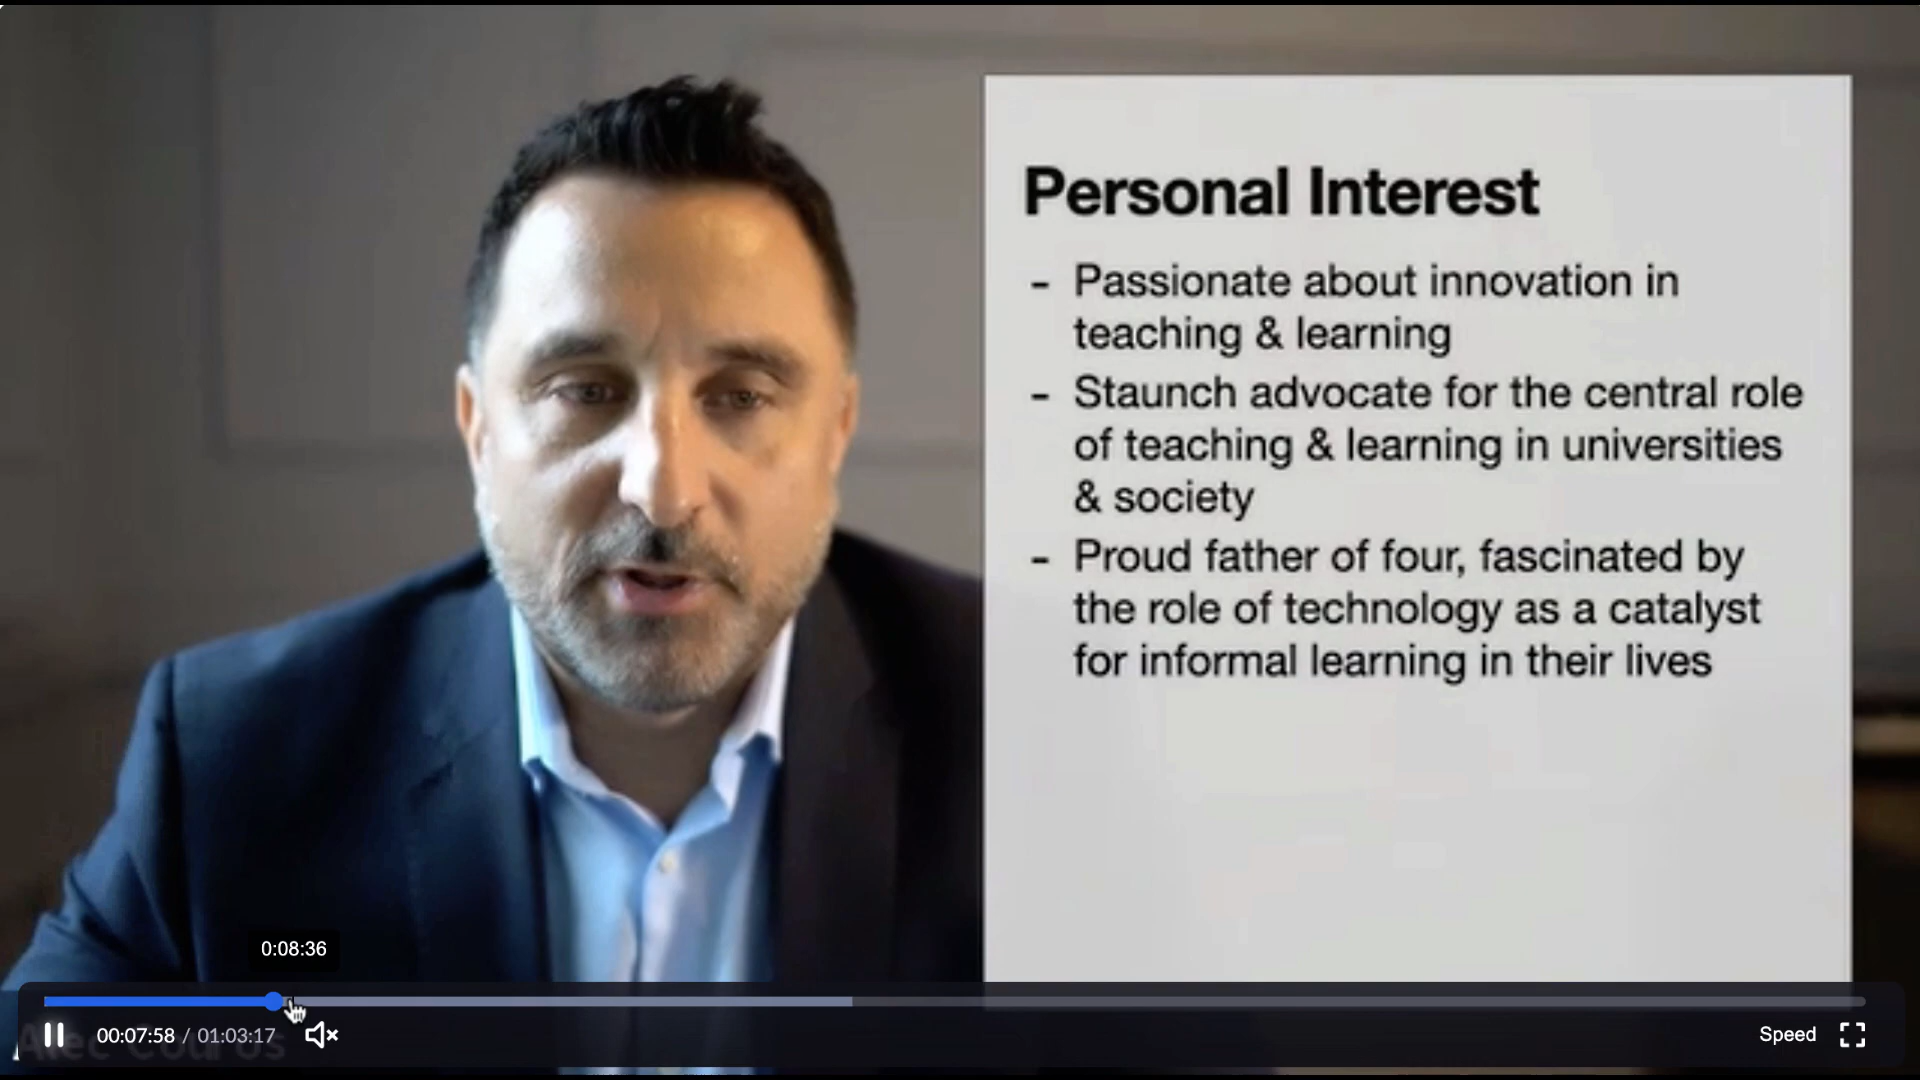 Personal Interest
- Passionate about innovation in
teaching & learning
- Staunch advocate for the central role
of teaching & learning in universities
& society
- Proud father of four, fascinated by
the role of technology as a catalyst
for informal learning in their lives
0:08:36
00:07:58 / 01:03:17
Speed
Alec Couros